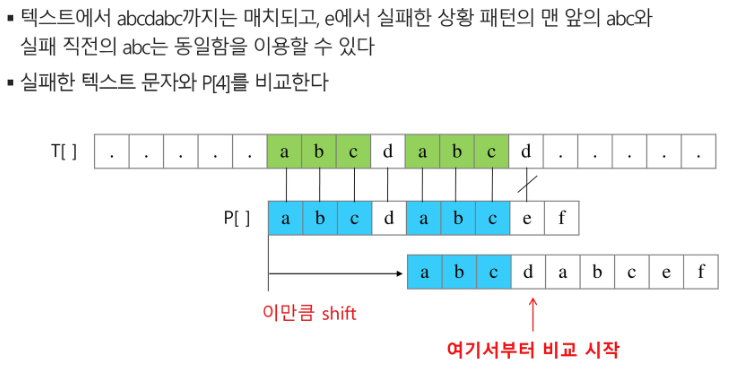 ▪ 텍스트에서 abcdabc까지는 매치되고, e에서 실패한 상황 패턴의 맨 앞의 abc와
실패 직전의 abc는 동일함을 이용할 수 있다
▪ 실패한 텍스트 문자와 P[4]를 비교한다
T[ ] . . . . . a b c d a b c d . . . . .
P[ ] a b c d a b c e f
a b c d a b c e f
이만큼 shift
여기서부터 비교 시작